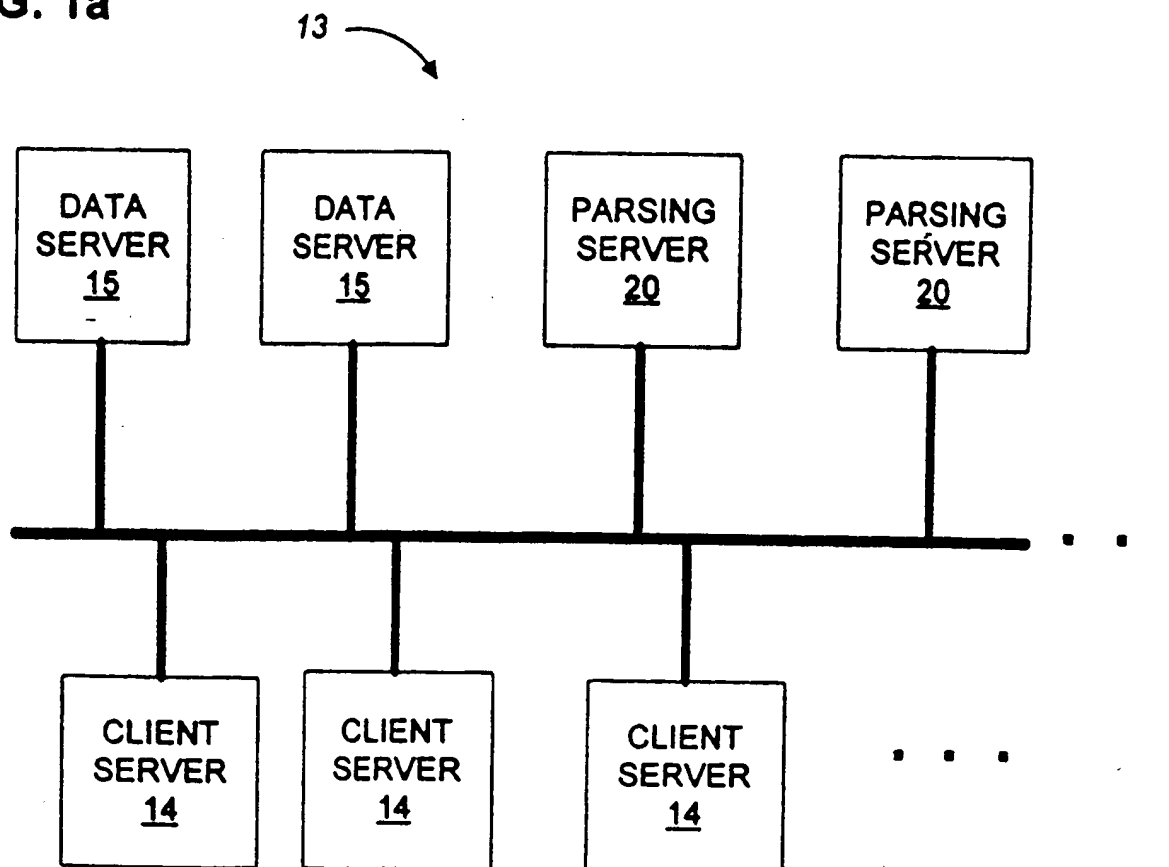 G. 1a
13
DATA
SERVER
15
DATA
SERVER
15
PARSING
SERVER
20
PARSING
SERVER
20
CLIENT
SERVER
14
CLIENT
SERVER
14
CLIENT
SERVER
14